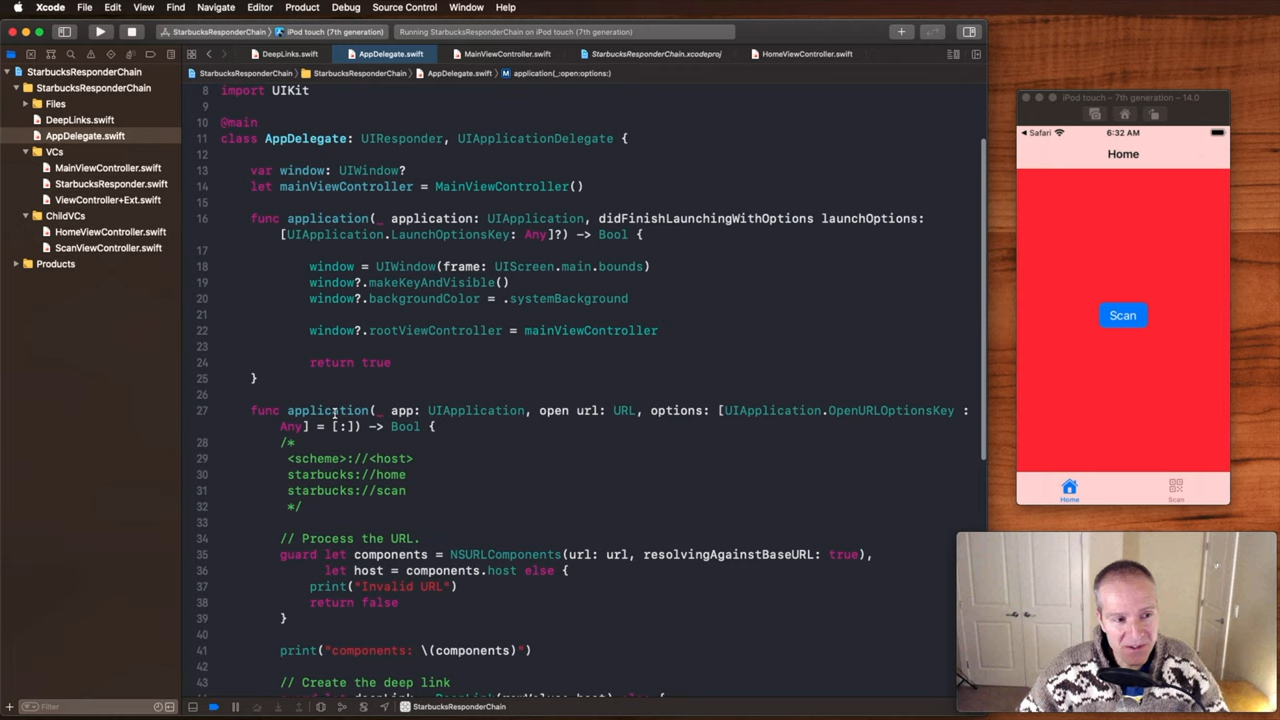 Xcode File Edit View Find Navigate Editor Product Debug Source Control Window Help
StarbucksResponderChain iPod touch (7th generation) Running StarbucksResponderChain on iPod touch (7th generation)
DeepLinks.swift AppDelegate.swift MainViewController.swift StarbucksResponderChain.xcodeproj HomeViewController.swift
StarbucksResponderChain StarbucksResponderChain AppDelegate.swift M application(_:open:options:)
StarbucksResponderChain
StarbucksResponderChain
Files
DeepLinks.swift
AppDelegate.swift
VCs
MainViewController.swift
StarbucksResponder.swift
ViewController+Ext.swift
ChildVCs
HomeViewController.swift
ScanViewController.swift
Products
Filter
8 import UIKit
9
10 @main
11 class AppDelegate: UIResponder, UIApplicationDelegate {
12
13 var window: UIWindow?
14 let mainViewController = MainViewController()
15
16 func application(_ application: UIApplication, didFinishLaunchingWithOptions launchOptions:
[UIApplication.LaunchOptionsKey: Any]?) -> Bool {
17
18 window = UIWindow(frame: UIScreen.main.bounds)
19 window?.makeKeyAndVisible()
20 window?.backgroundColor = .systemBackground
21
22 window?.rootViewController = mainViewController
23
24 return true
25 }
26
27 func application(_ app: UIApplication, open url: URL, options: [UIApplication.OpenURLOptionsKey :
Any] = [:]) -> Bool {
28 /*
29 <scheme>://<host>
30 starbucks://home
31 starbucks://scan
32 */
33
34 // Process the URL.
35 guard let components = NSURLComponents(url: url, resolvingAgainstBaseURL: true),
36 let host = components.host else {
37 print("Invalid URL")
38 return false
39 }
40
41 print("components: \(components)")
42
43 // Create the deep link
StarbucksResponderChain
iPod touch (7th generation) – 14.0
Safari 6:32 AM
Home
Scan
Home Scan